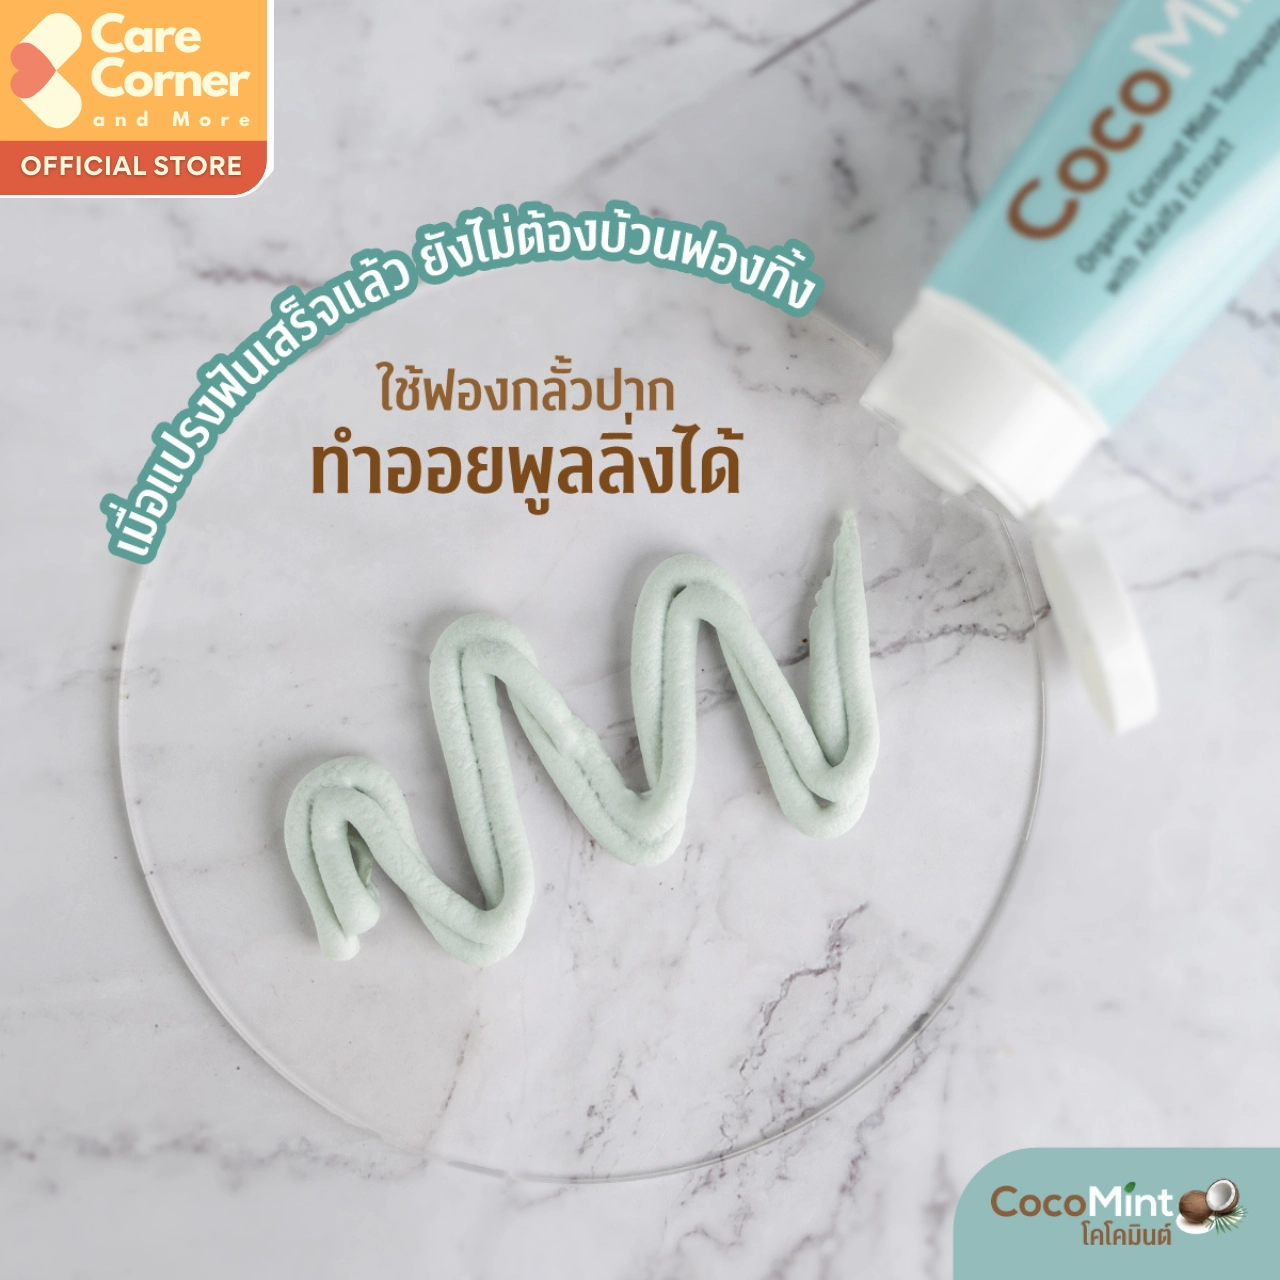 Care
Corner
and More
OFFICIAL STORE
เมื่อแปรงฟันเสร็จแล้ว ยังไม่ต้องบ้วนฟองทิ้ง
ใช้ฟองกลั้วปาก
ทำออยพูลลิ่งได้
Organic Coconut Mint Toothpaste
with Alfalfa Extract
CocoMint
โคโคมินต์